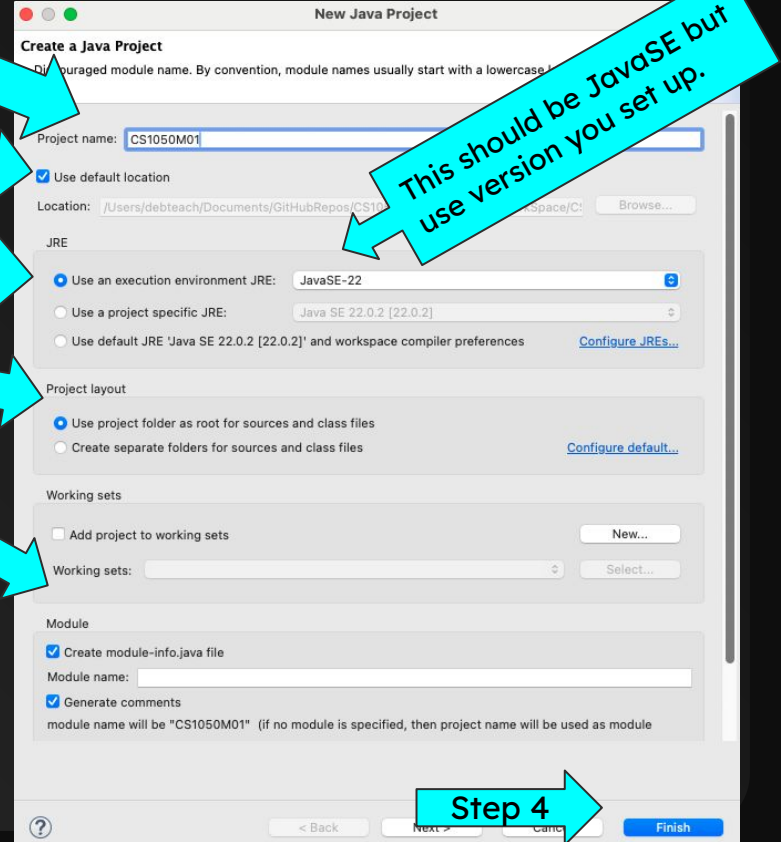 New Java Project
Create a Java Project
Discouraged module name. By convention, module names usually start with a lowercase
This should be JavaSE but
use version you set up.
Project name: CS1050M01
Use default location
Location: /Users/debteach/Documents/GitHubRepos/CS10 Space/CS Browse...
JRE
Use an execution environment JRE: JavaSE-22
Use a project specific JRE: Java SE 22.0.2 [22.0.2]
Use default JRE 'Java SE 22.0.2 [22.0.2]' and workspace compiler preferences Configure JREs...
Project layout
Use project folder as root for sources and class files
Create separate folders for sources and class files Configure default...
Working sets
Add project to working sets New...
Working sets: Select...
Module
Create module-info.java file
Module name:
Generate comments
module name will be "CS1050M01" (if no module is specified, then project name will be used as module
Step 4
? < Back Next > Cancel Finish